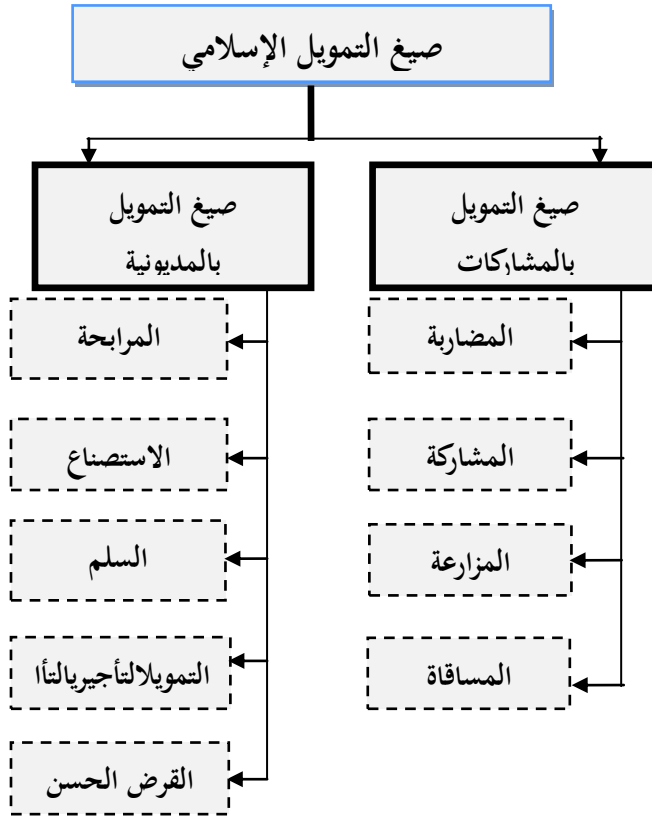 صيغ التمويل الإسلامي
صيغ التمويل
بالمشاركات
صيغ التمويل
بالمديونية
المضاربة
المشاركة
المزارعة
المساقاة
المرابحة
الاستصناع
السلم
التمويلالتأجيريالتأا
القرض الحسن